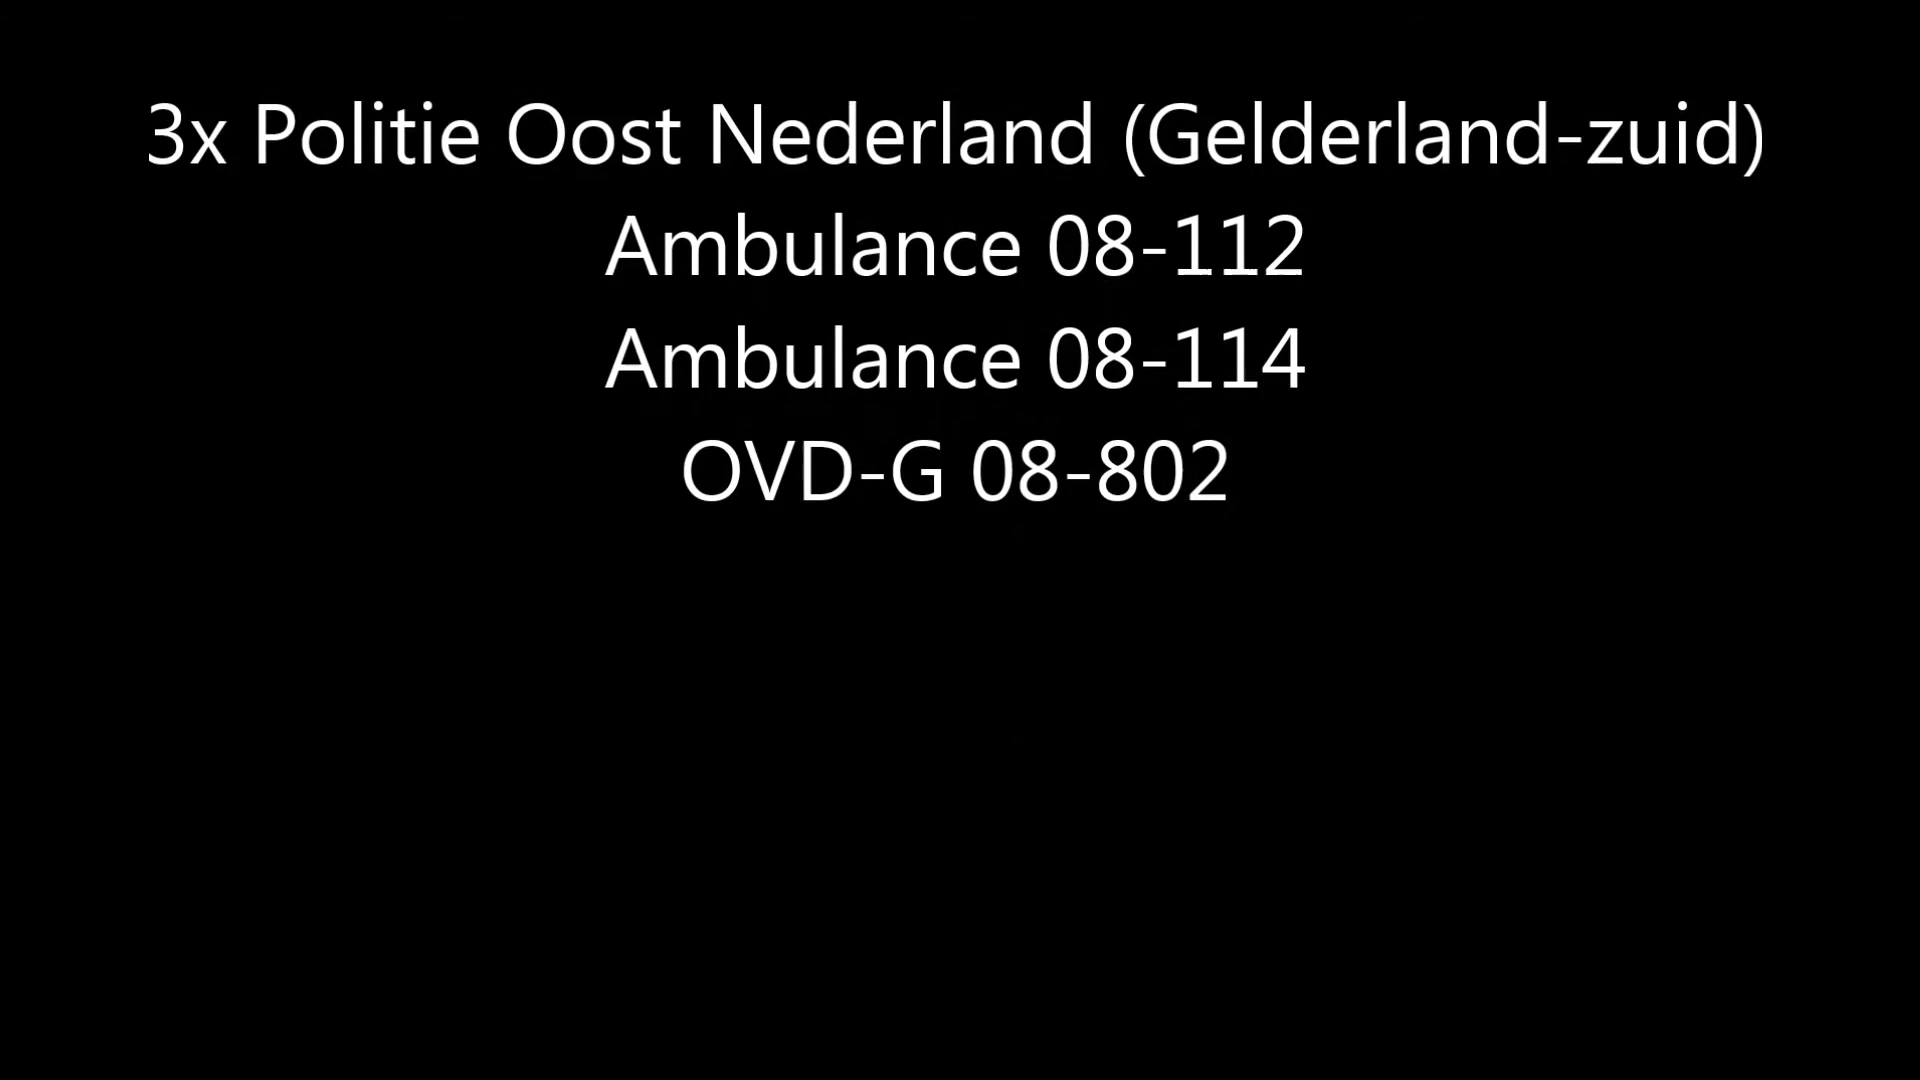 3x Politie Oost Nederland (Gelderland-zuid)
Ambulance 08-112
Ambulance 08-114
OVD-G 08-802